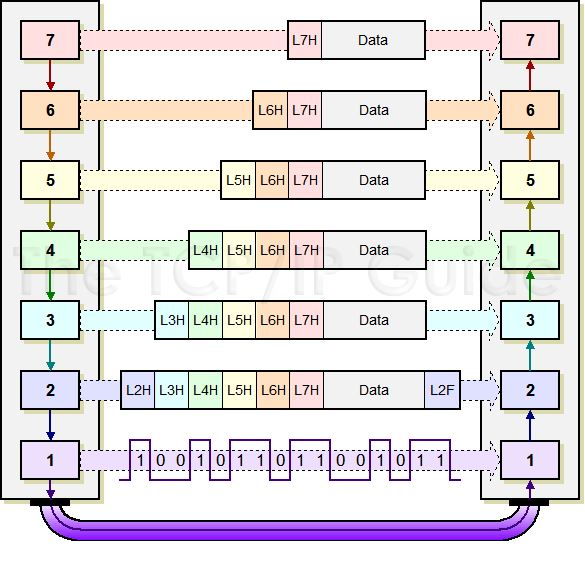 7 L7H Data 7
6 L6H L7H Data 6
5 L5H L6H L7H Data 5
4 L4H L5H L6H L7H Data 4
The TCP/IP Guide
3 L3H L4H L5H L6H L7H Data 3
2 L2H L3H L4H L5H L6H L7H Data L2F 2
1 1 0 0 1 0 1 1 0 1 1 0 0 1 0 1 1 1